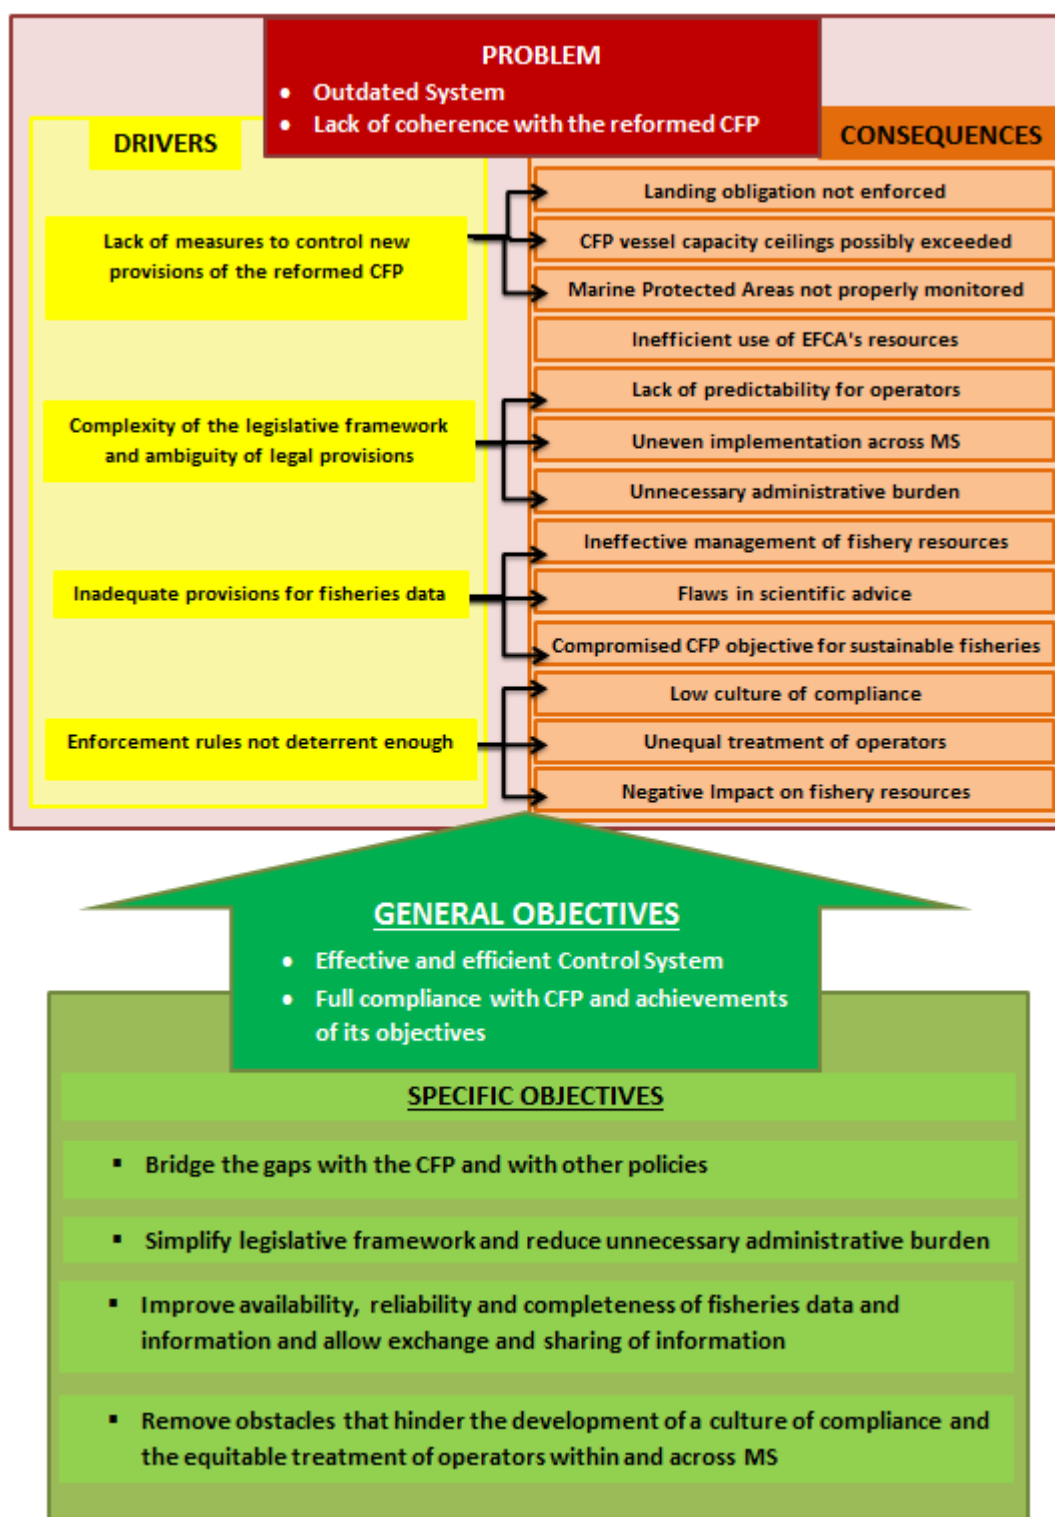 PROBLEM
• Outdated System
• Lack of coherence with the reformed CFP
DRIVERS
CONSEQUENCES
Lack of measures to control new
provisions of the reformed CFP
Landing obligation not enforced
CFP vessel capacity ceilings possibly exceeded
Marine Protected Areas not properly monitored
Inefficient use of EFCA's resources
Complexity of the legislative framework
and ambiguity of legal provisions
Lack of predictability for operators
Uneven implementation across MS
Unnecessary administrative burden
Inadequate provisions for fisheries data
Ineffective management of fishery resources
Flaws in scientific advice
Compromised CFP objective for sustainable fisheries
Enforcement rules not deterrent enough
Low culture of compliance
Unequal treatment of operators
Negative Impact on fishery resources
GENERAL OBJECTIVES
• Effective and efficient Control System
• Full compliance with CFP and achievements
of its objectives
SPECIFIC OBJECTIVES
▪ Bridge the gaps with the CFP and with other policies
▪ Simplify legislative framework and reduce unnecessary administrative burden
▪ Improve availability, reliability and completeness of fisheries data and
information and allow exchange and sharing of information
▪ Remove obstacles that hinder the development of a culture of compliance and
the equitable treatment of operators within and across MS